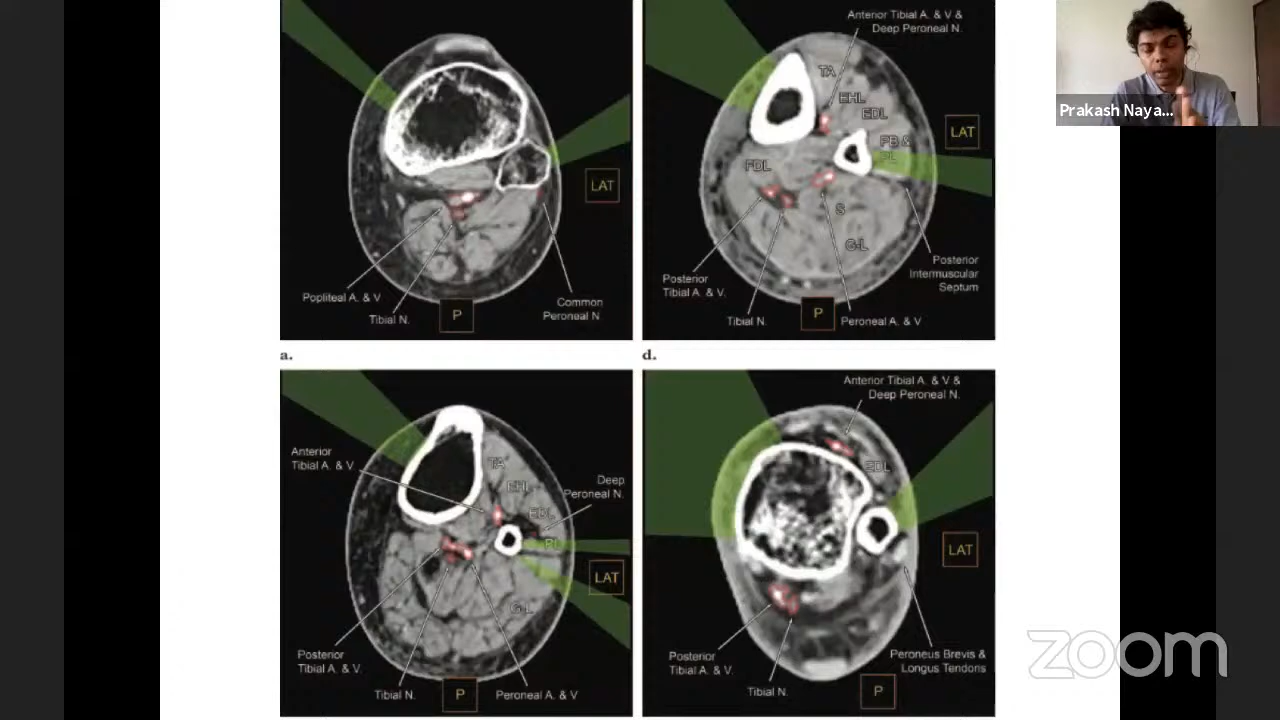 Anterior Tibial A. & V &
Deep Peroneal N.
TA
EHL
EDL
PB &
PL
LAT
FDL
S
G-L
Posterior
Tibial A. & V.
Posterior
Intermuscular
Septum
Tibial N.
P
Peroneal A. & V
LAT
Popliteal A. & V
Tibial N.
P
Common
Peroneal N
a.
d.
Anterior
Tibial A. & V
TA
EHL
EDL
PL
Deep
Peroneal N.
LAT
G-L
Posterior
Tibial A. & V.
Tibial N.
P
Peroneal A. & V
Anterior Tibial A. & V &
Deep Peroneal N.
EDL
LAT
Posterior
Tibial A. & V.
Tibial N.
P
Peroneus Brevis &
Longus Tendons
Prakash Naya...
zoom